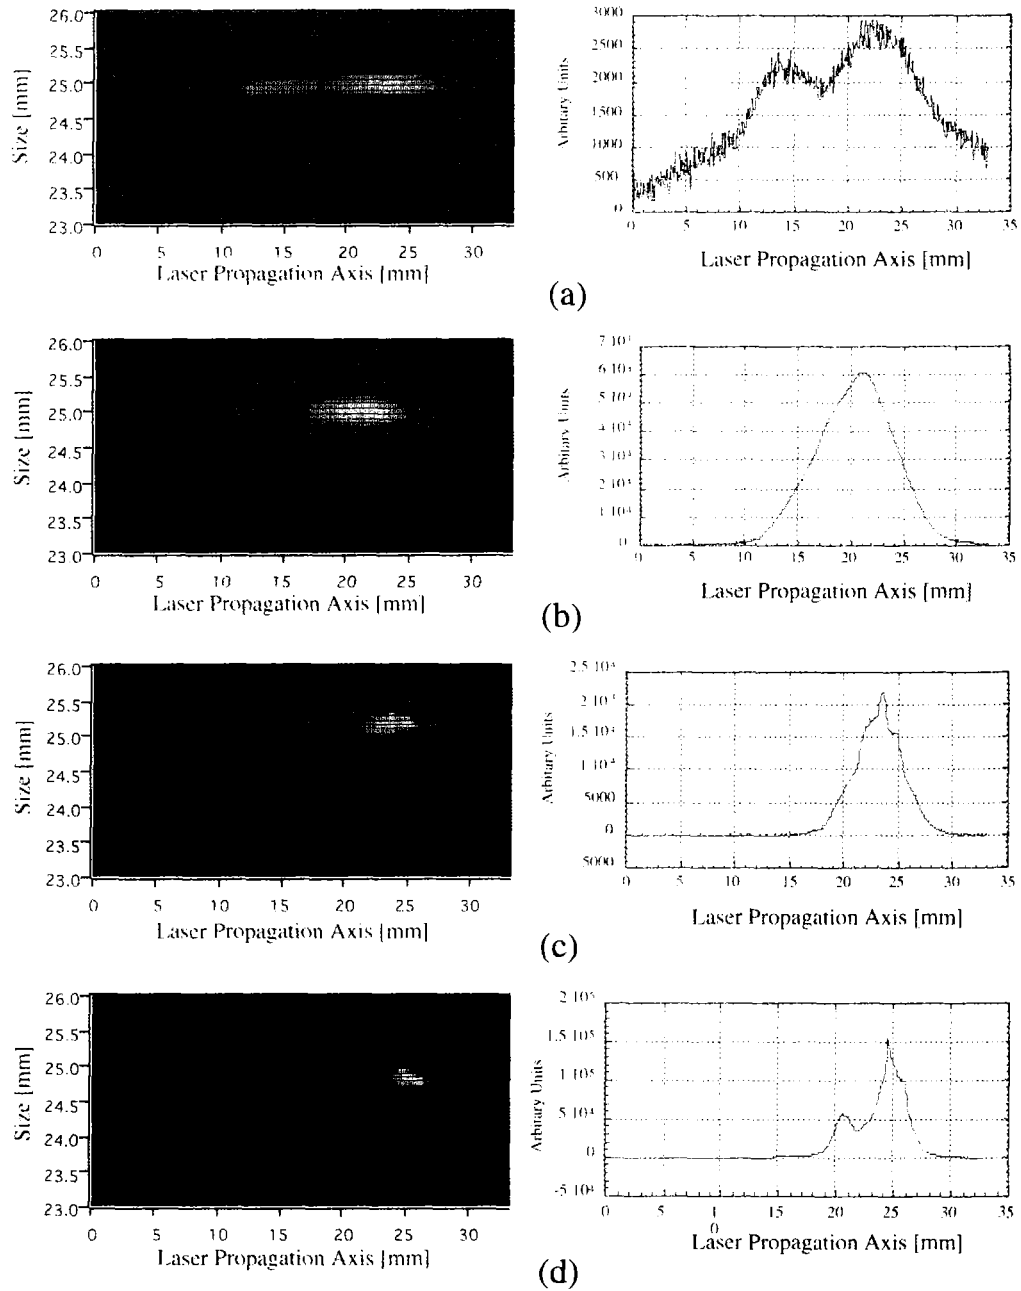 26.0
25.5
25.0
24.5
24.0
23.5
23.0
Size [mm]
0 5 10 15 20 25 30
Laser Propagation Axis [mm]
3000
2500
2000
1500
1000
500
0
Arbitary Units
0 5 10 15 20 25 30 35
Laser Propagation Axis [mm]
(a)
26.0
25.5
25.0
24.5
24.0
23.5
23.0
Size [mm]
0 5 10 15 20 25 30
Laser Propagation Axis [mm]
Arbitary Units
0
0 5 10 15 20 25 30 35
Laser Propagation Axis [mm]
(b)
26.0
25.5
25.0
24.5
24.0
23.5
23.0
Size [mm]
0 5 10 15 20 25 30
Laser Propagation Axis [mm]
5000
0
5000
Arbitary Units
0 5 10 15 20 25 30 35
Laser Propagation Axis [mm]
(c)
26.0
25.5
25.0
24.5
24.0
23.5
23.0
Size [mm]
0 5 10 15 20 25 30
Laser Propagation Axis [mm]
2 10⁵
1.5 10⁵
1 10⁵
5 10⁴
0
-5 10⁴
Arbitary Units
0 5 10 15 20 25 30 35
Laser Propagation Axis [mm]
(d)